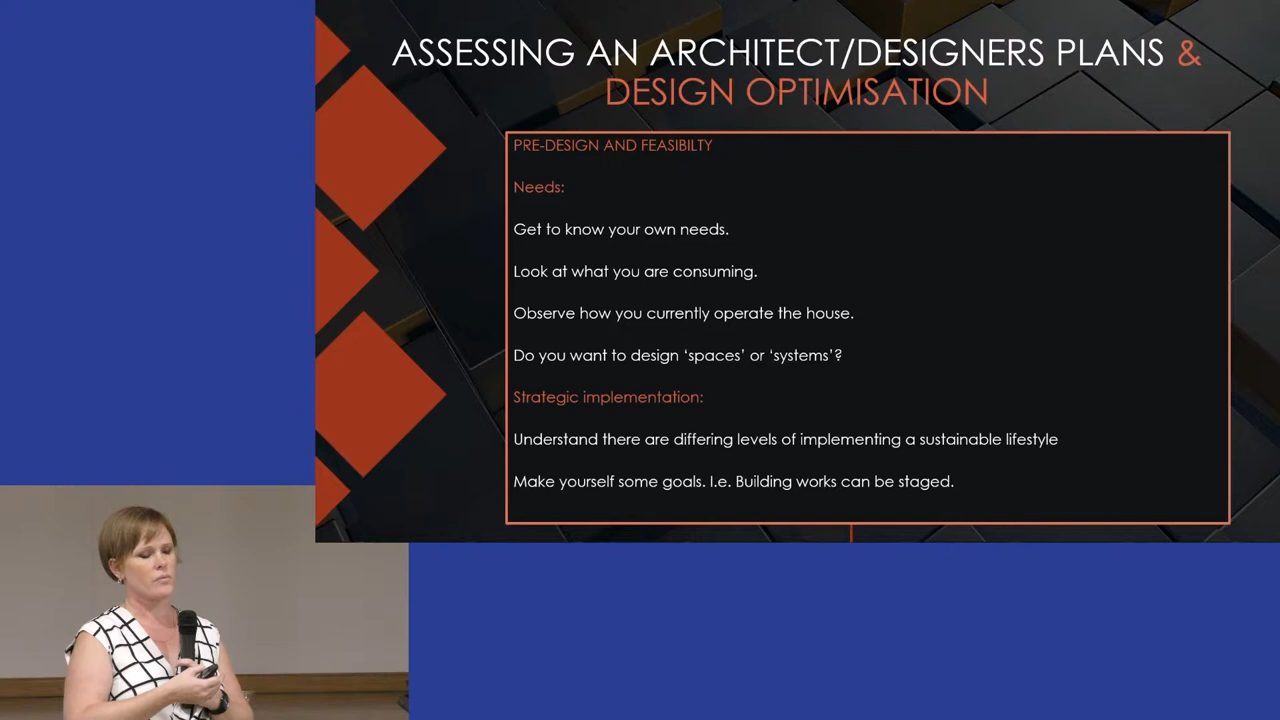 ASSESSING AN ARCHITECT/DESIGNERS PLANS &
DESIGN OPTIMISATION
PRE-DESIGN AND FEASIBILTY
Needs:
Get to know your own needs.
Look at what you are consuming.
Observe how you currently operate the house.
Do you want to design ‘spaces’ or ‘systems’?
Strategic implementation:
Understand there are differing levels of implementing a sustainable lifestyle
Make yourself some goals. I.e. Building works can be staged.